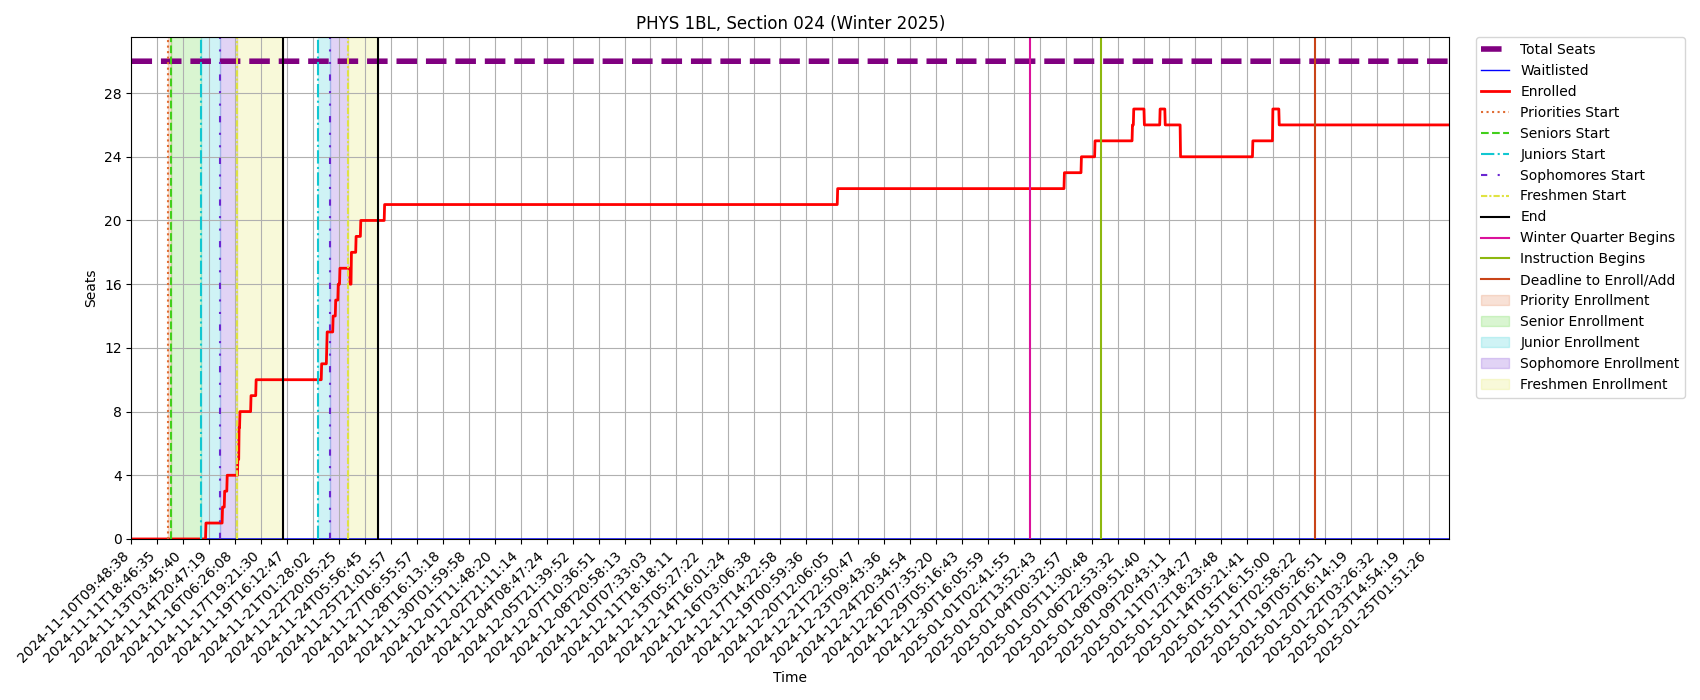 PHYS 1BL, Section 024 (Winter 2025)
Seats
28
24
20
16
12
8
4
0
2024-11-10T09:48:38
2024-11-11T18:46:35
2024-11-13T03:45:40
2024-11-14T20:47:19
2024-11-16T06:26:08
2024-11-17T19:21:30
2024-11-19T16:12:47
2024-11-21T01:28:02
2024-11-22T20:05:25
2024-11-24T05:56:45
2024-11-25T21:01:57
2024-11-27T06:55:57
2024-11-28T16:13:18
2024-11-30T01:59:58
2024-12-01T11:48:20
2024-12-02T21:11:14
2024-12-04T08:47:24
2024-12-05T21:39:52
2024-12-07T10:36:51
2024-12-08T20:58:13
2024-12-10T07:33:03
2024-12-11T18:18:11
2024-12-13T05:27:22
2024-12-14T16:01:24
2024-12-16T03:06:38
2024-12-17T14:22:58
2024-12-19T00:59:36
2024-12-20T12:06:05
2024-12-21T22:50:47
2024-12-23T09:43:36
2024-12-24T20:34:54
2024-12-26T07:35:20
2024-12-29T05:16:43
2024-12-30T16:05:59
2025-01-01T02:41:55
2025-01-02T13:52:43
2025-01-04T00:32:57
2025-01-05T11:30:48
2025-01-06T22:53:32
2025-01-08T09:51:40
2025-01-09T20:43:11
2025-01-11T07:34:27
2025-01-12T18:23:48
2025-01-14T05:21:41
2025-01-15T16:15:00
2025-01-17T02:58:22
2025-01-19T05:26:51
2025-01-20T16:14:19
2025-01-22T03:26:32
2025-01-23T14:54:19
2025-01-25T01:51:26
Time
Total Seats
Waitlisted
Enrolled
Priorities Start
Seniors Start
Juniors Start
Sophomores Start
Freshmen Start
End
Winter Quarter Begins
Instruction Begins
Deadline to Enroll/Add
Priority Enrollment
Senior Enrollment
Junior Enrollment
Sophomore Enrollment
Freshmen Enrollment